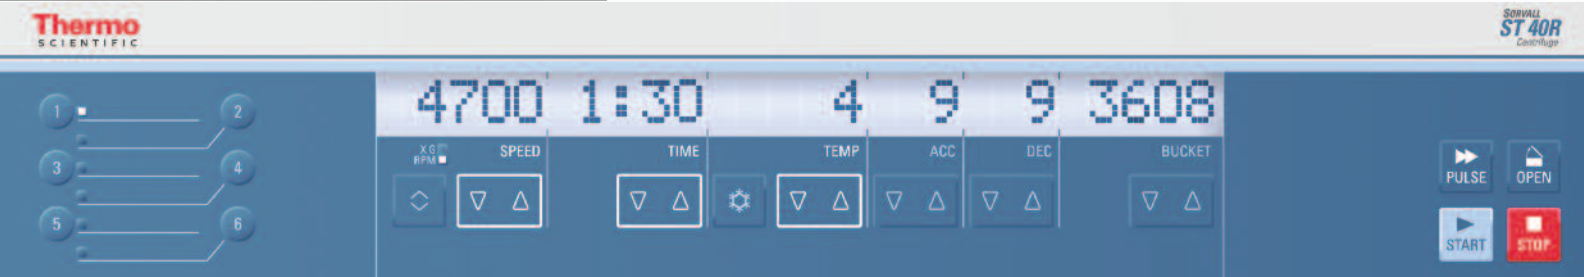 Thermo
SCIENTIFIC
SORVALL
ST 40R
Centrifuge
4700 1:30 4 9 9 3608
1 2
3 4
5 6
X G
RPM
SPEED TIME TEMP ACC DEC BUCKET
PULSE OPEN
START STOP